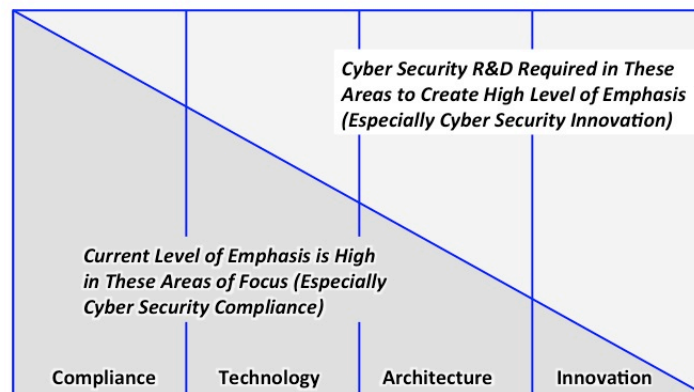 Cyber Security R&D Required in These
Areas to Create High Level of Emphasis
(Especially Cyber Security Innovation)
Current Level of Emphasis is High
in These Areas of Focus (Especially
Cyber Security Compliance)
Compliance Technology Architecture Innovation